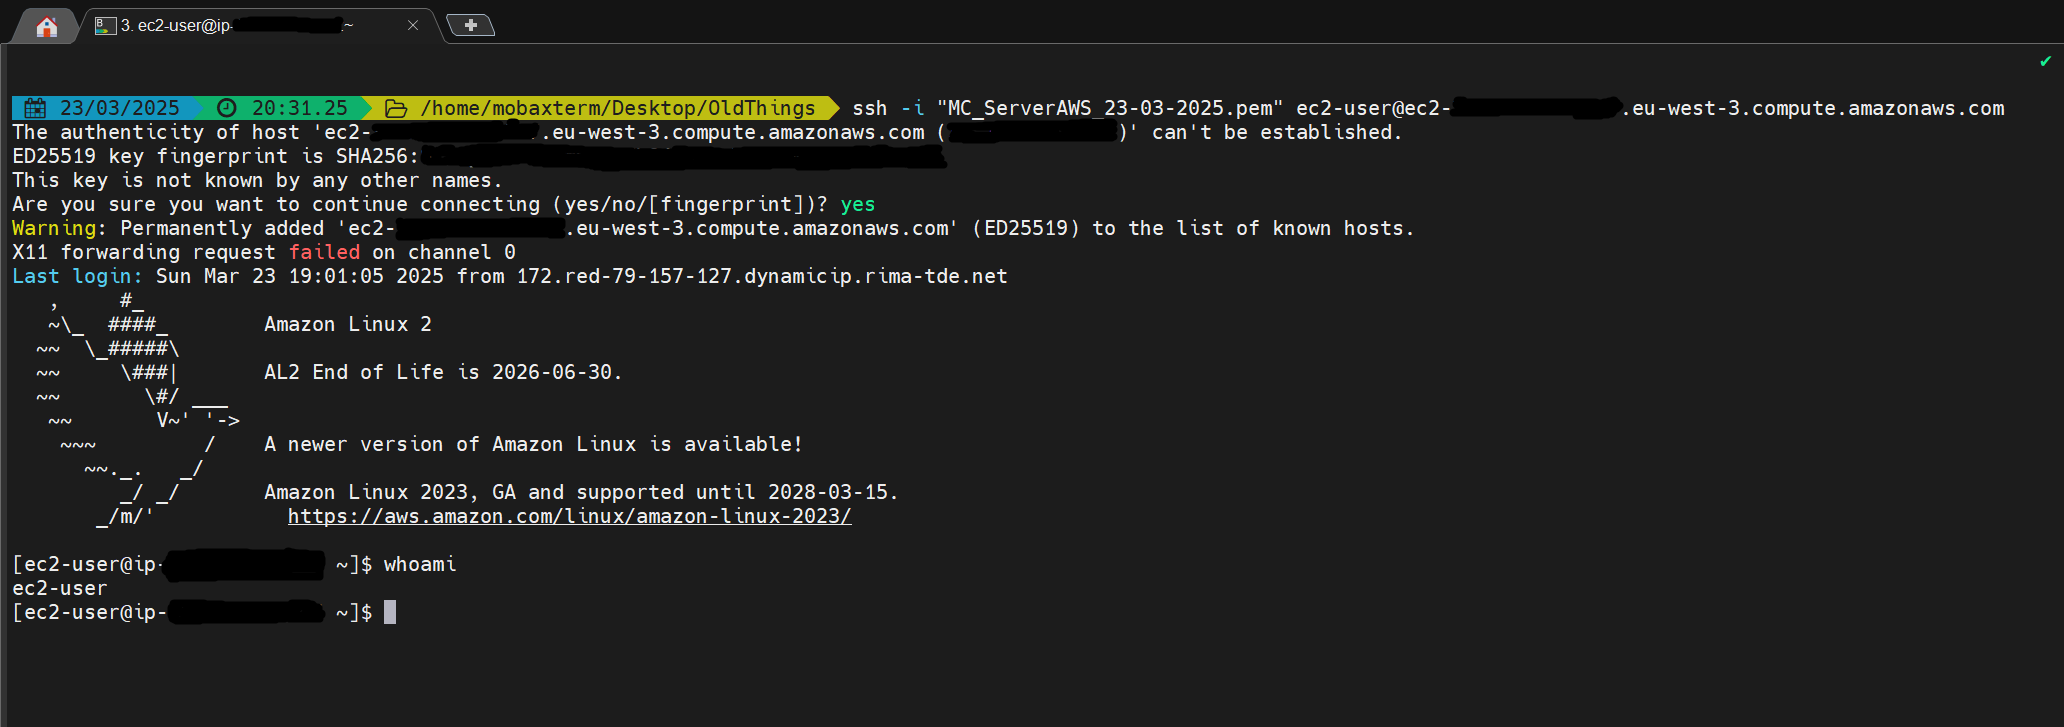 3. ec2-user@ip- :~
23/03/2025 20:31.25 /home/mobaxterm/Desktop/OldThings ssh -i "MC_ServerAWS_23-03-2025.pem" ec2-user@ec2- .eu-west-3.compute.amazonaws.com
The authenticity of host 'ec2- .eu-west-3.compute.amazonaws.com ( )' can't be established.
ED25519 key fingerprint is SHA256:
This key is not known by any other names.
Are you sure you want to continue connecting (yes/no/[fingerprint])? yes
Warning: Permanently added 'ec2- .eu-west-3.compute.amazonaws.com' (ED25519) to the list of known hosts.
X11 forwarding request failed on channel 0
Last login: Sun Mar 23 19:01:05 2025 from 172.red-79-157-127.dynamicip.rima-tde.net
   ,     #_
   ~\_  ####_        Amazon Linux 2
  ~~  \_#####\
  ~~     \###|       AL2 End of Life is 2026-06-30.
  ~~       \#/ ___
   ~~       V~' '->
    ~~~         /    A newer version of Amazon Linux is available!
      ~~._.   _/
         _/ _/       Amazon Linux 2023, GA and supported until 2028-03-15.
       _/m/'           https://aws.amazon.com/linux/amazon-linux-2023/
[ec2-user@ip- ~]$ whoami
ec2-user
[ec2-user@ip- ~]$